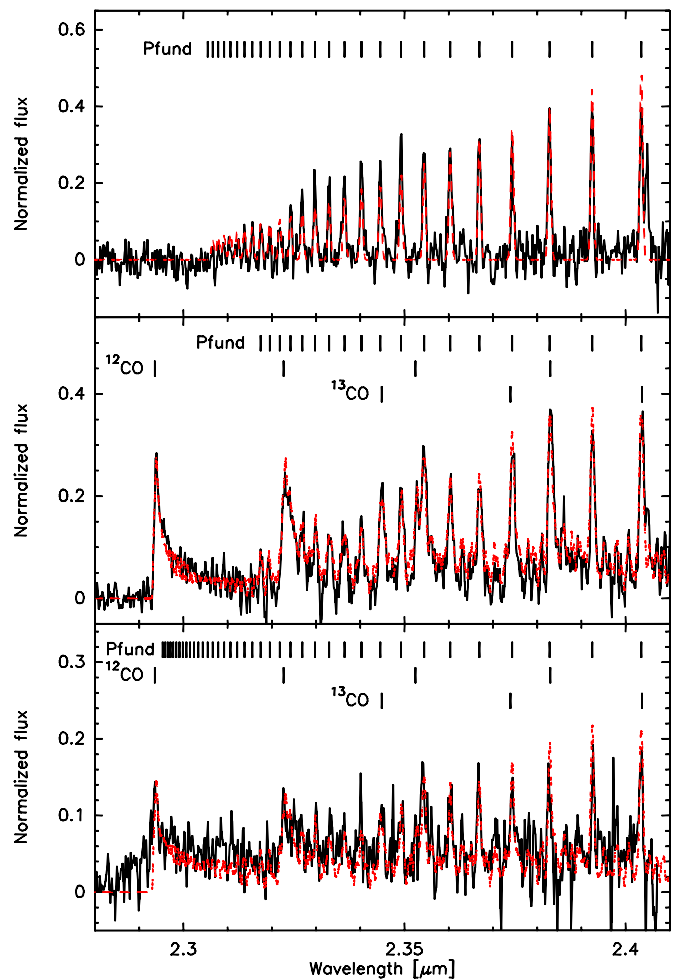 0.6
Pfund
0.4
Normalized flux
0.2
0
Pfund
¹²CO
¹³CO
0.4
Normalized flux
0.2
0
Pfund
0.3
¹²CO
¹³CO
Normalized flux
0.2
0.1
0
2.3
2.35
2.4
Wavelength [μm]